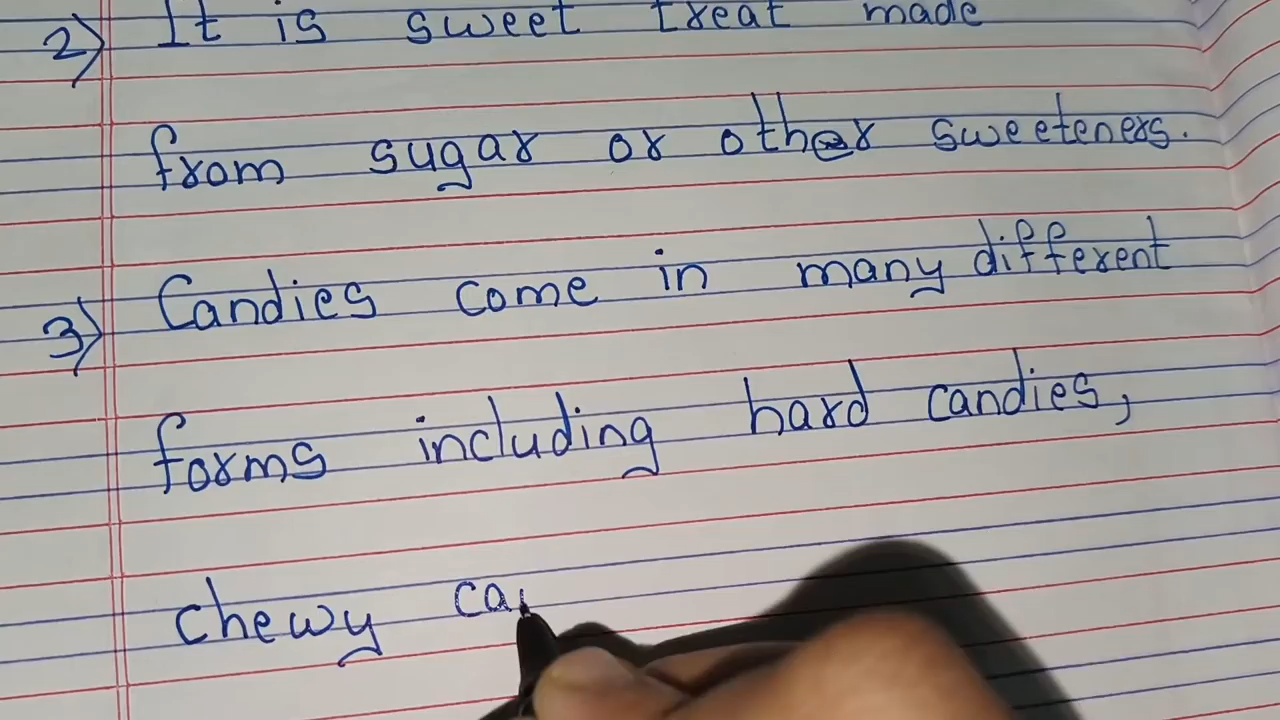 2) It is sweet treat made
from sugar or other sweeteners.
3) Candies come in many different
forms including hard candies,
chewy ca